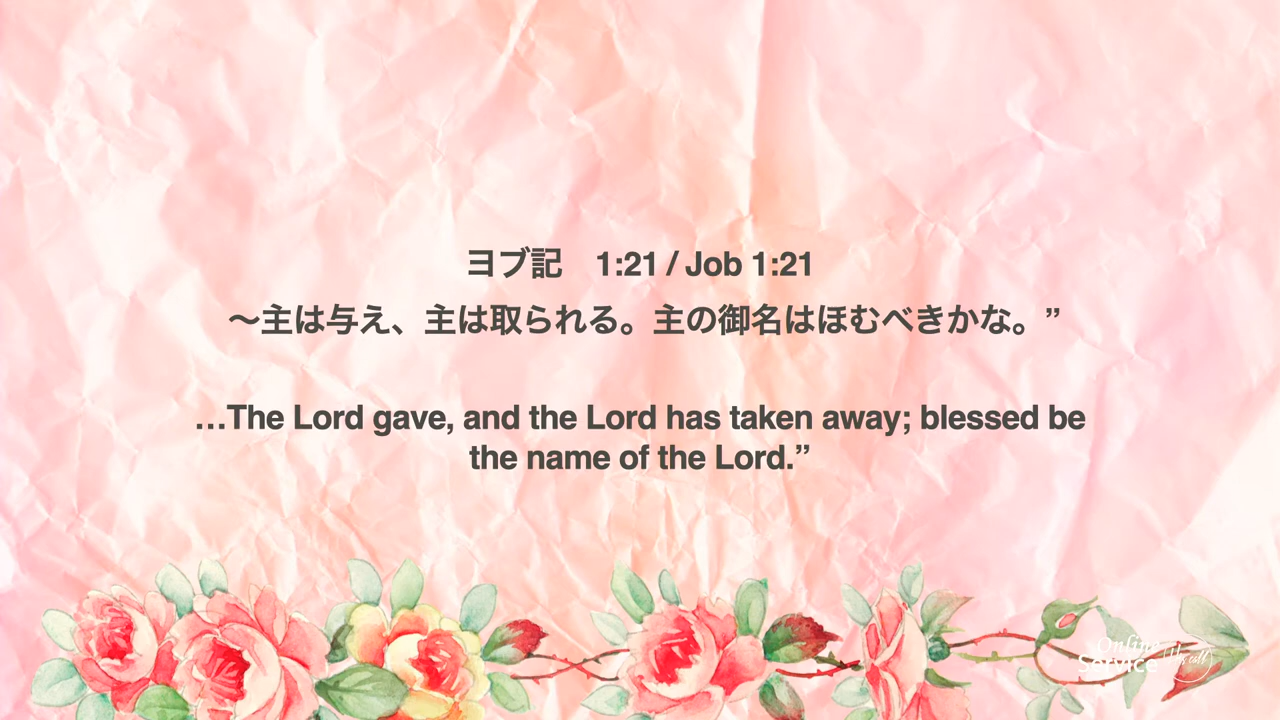 ヨブ記　1:21 / Job 1:21
〜主は与え、主は取られる。主の御名はほむべきかな。”
…The Lord gave, and the Lord has taken away; blessed be
the name of the Lord.”
Online
Service